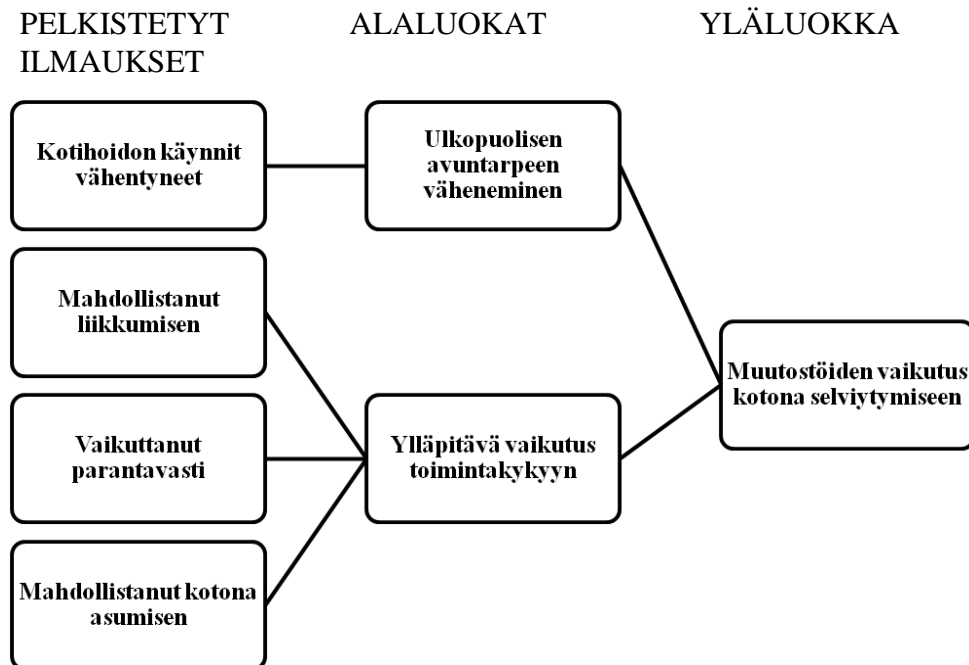 PELKISTETYT
ILMAUKSET
ALALUOKAT
YLÄLUOKKA
Kotihoidon käynnit
vähentyneet
Mahdollistanut
liikkumisen
Vaikuttanut
parantavasti
Mahdollistanut kotona
asumisen
Ulkopuolisen
avuntarpeen
väheneminen
Ylläpitävä vaikutus
toimintakykyyn
Muutostöiden vaikutus
kotona selviytymiseen